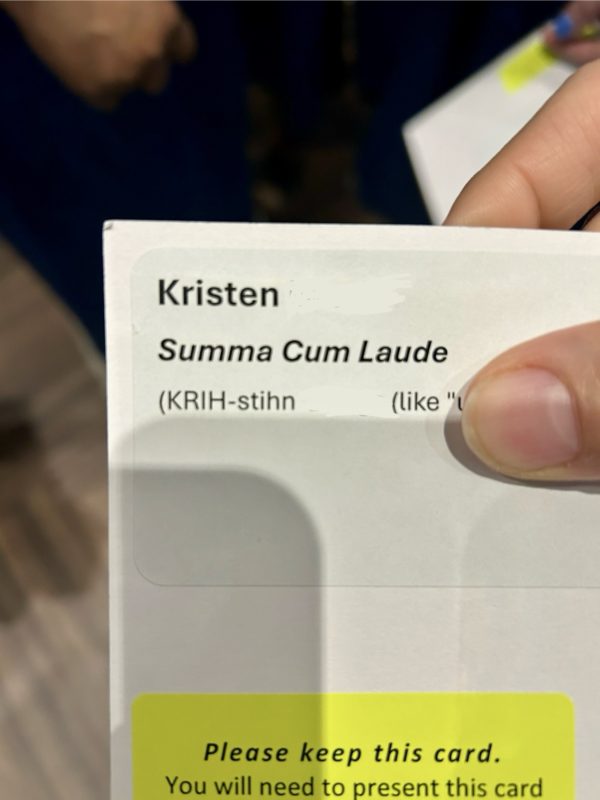 Kristen
Summa Cum Laude
(KRIH-stihn (like "
Please keep this card.
You will need to present this card